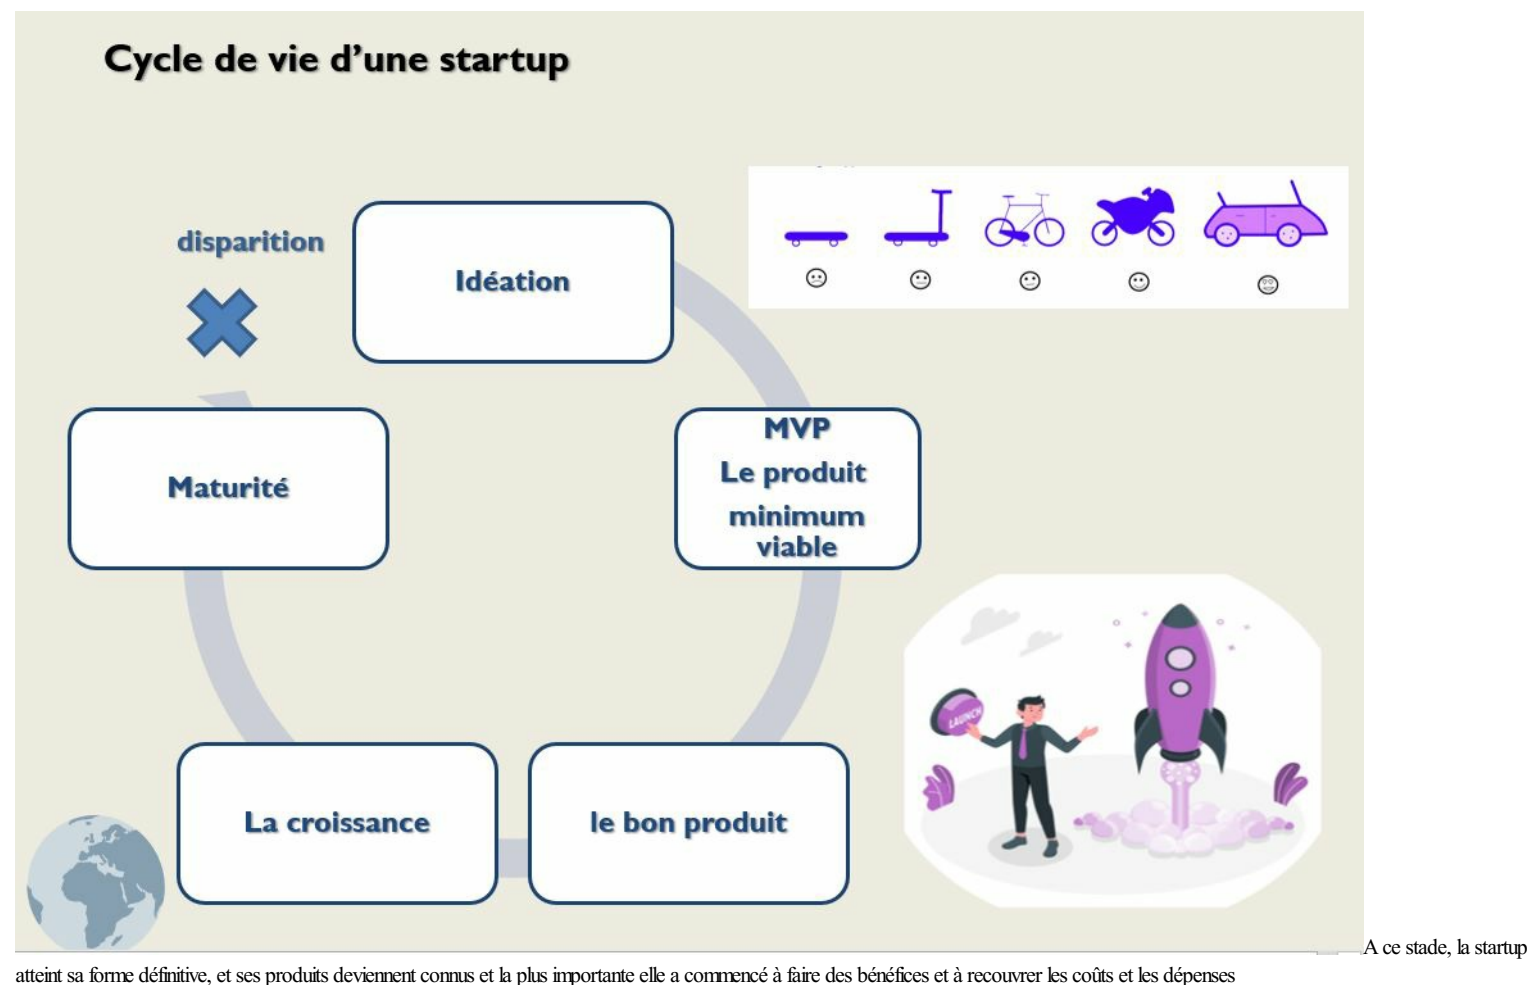 Cycle de vie d'une startup
disparition
Idéation
MVP
Le produit
minimum
viable
Maturité
LAUNCH
La croissance
le bon produit
A ce stade, la startup
atteint sa forme définitive, et ses produits deviennent connus et la plus importante elle a commencé à faire des bénéfices et à recouvrer les coûts et les dépenses